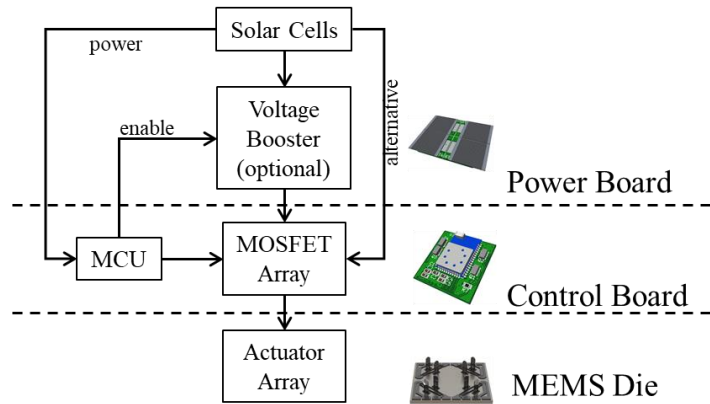 Solar Cells
power
Voltage
Booster
(optional)
enable
alternative
Power Board
MCU
MOSFET
Array
Control Board
Actuator
Array
MEMS Die